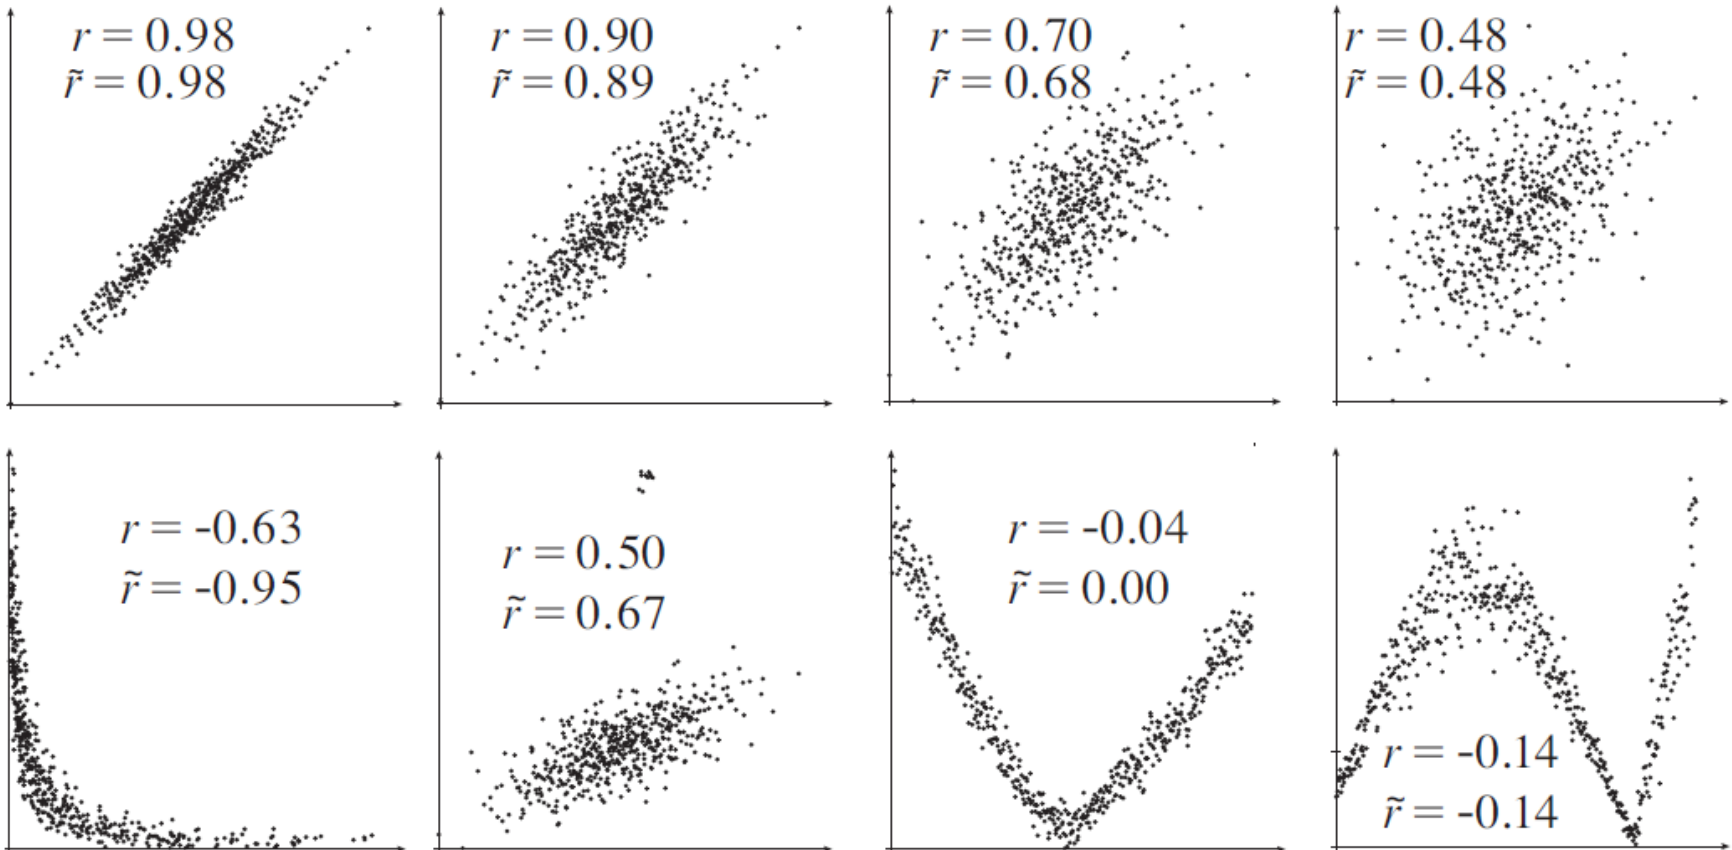 r = 0.98
r̃ = 0.98
r = 0.90
r̃ = 0.89
r = 0.70
r̃ = 0.68
r = 0.48
r̃ = 0.48
r = -0.63
r̃ = -0.95
r = 0.50
r̃ = 0.67
r = -0.04
r̃ = 0.00
r = -0.14
r̃ = -0.14